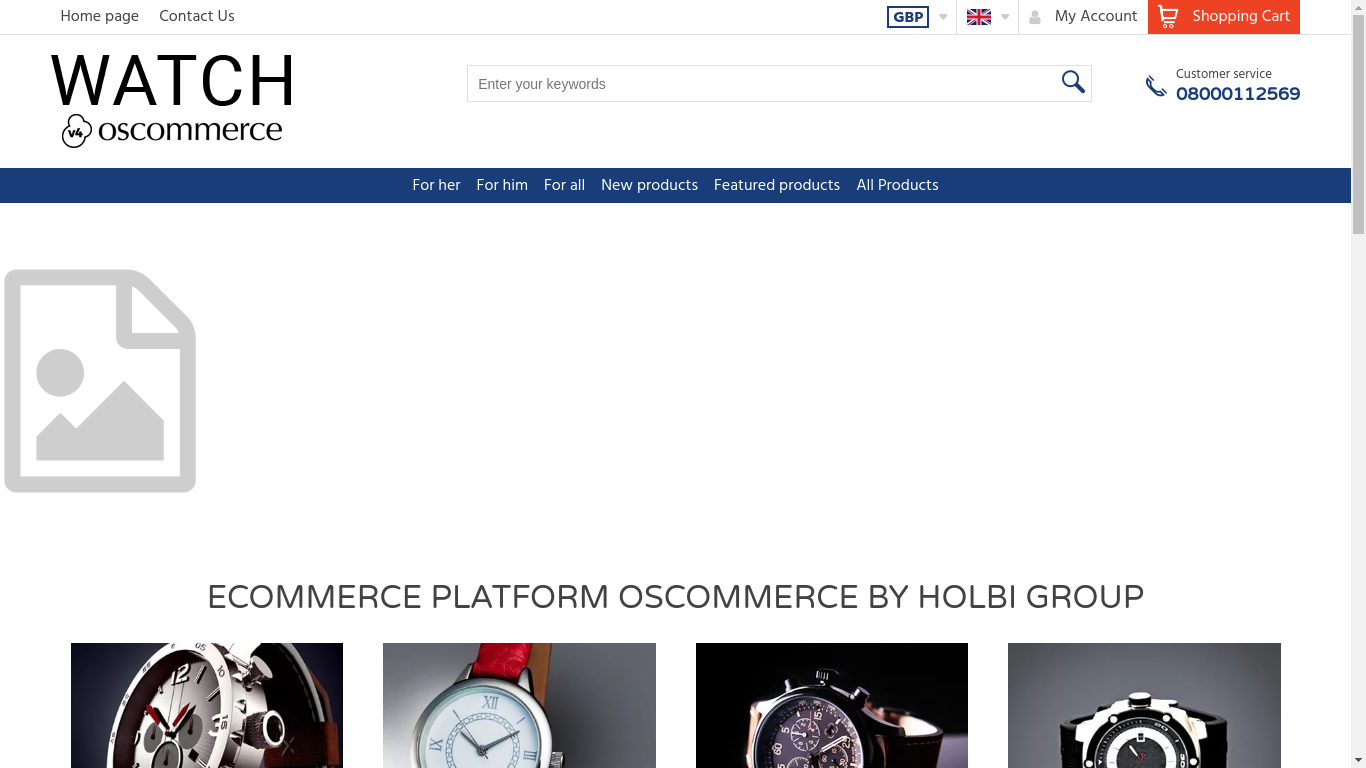 Home page Contact Us GBP My Account Shopping Cart
WATCH
v4 oscommerce
Enter your keywords
Customer service
08000112569
For her For him For all New products Featured products All Products
ECOMMERCE PLATFORM OSCOMMERCE BY HOLBI GROUP